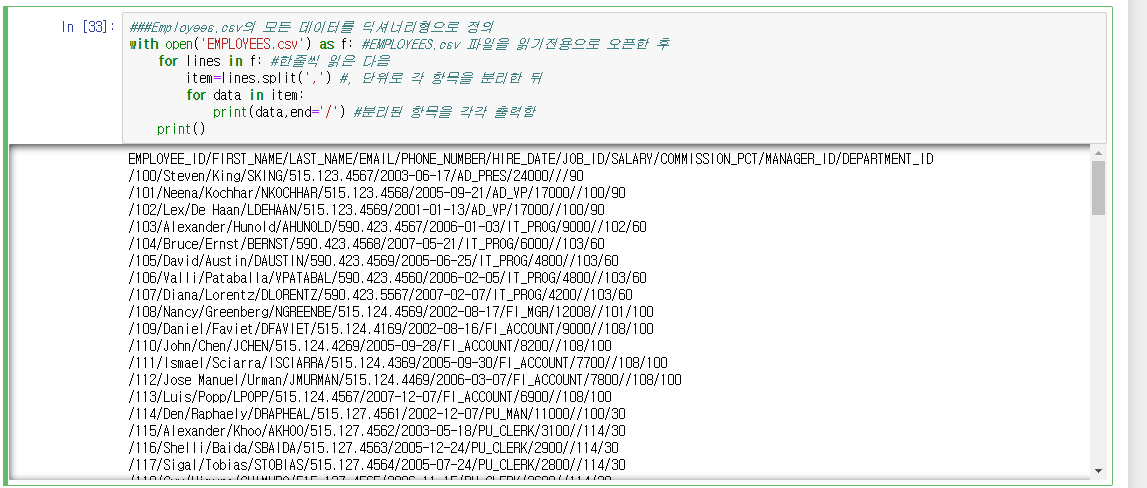 In [33]: ###Employees.csv의 모든 데이터를 딕셔너리형으로 정의
with open('EMPLOYEES.csv') as f: #EMPLOYEES.csv 파일을 읽기전용으로 오픈한 후
for lines in f: #한줄씩 읽은 다음
item=lines.split(',') #, 단위로 각 항목을 분리한 뒤
for data in item:
print(data,end='/') #분리된 항목을 각각 출력함
print()
EMPLOYEE_ID/FIRST_NAME/LAST_NAME/EMAIL/PHONE_NUMBER/HIRE_DATE/JOB_ID/SALARY/COMMISSION_PCT/MANAGER_ID/DEPARTMENT_ID
/100/Steven/King/SKING/515.123.4567/2003-06-17/AD_PRES/24000///90
/101/Neena/Kochhar/NKOCHHAR/515.123.4568/2005-09-21/AD_VP/17000//100/90
/102/Lex/De Haan/LDEHAAN/515.123.4569/2001-01-13/AD_VP/17000//100/90
/103/Alexander/Hunold/AHUNOLD/590.423.4567/2006-01-03/IT_PROG/9000//102/60
/104/Bruce/Ernst/BERNST/590.423.4568/2007-05-21/IT_PROG/6000//103/60
/105/David/Austin/DAUSTIN/590.423.4569/2005-06-25/IT_PROG/4800//103/60
/106/Valli/Pataballa/VPATABAL/590.423.4560/2006-02-05/IT_PROG/4800//103/60
/107/Diana/Lorentz/DLORENTZ/590.423.5567/2007-02-07/IT_PROG/4200//103/60
/108/Nancy/Greenberg/NGREENBE/515.124.4569/2002-08-17/FI_MGR/12008//101/100
/109/Daniel/Faviet/DFAVIET/515.124.4169/2002-08-16/FI_ACCOUNT/9000//108/100
/110/John/Chen/JCHEN/515.124.4269/2005-09-28/FI_ACCOUNT/8200//108/100
/111/Ismael/Sciarra/ISCIARRA/515.124.4369/2005-09-30/FI_ACCOUNT/7700//108/100
/112/Jose Manuel/Urman/JMURMAN/515.124.4469/2006-03-07/FI_ACCOUNT/7800//108/100
/113/Luis/Popp/LPOPP/515.124.4567/2007-12-07/FI_ACCOUNT/6900//108/100
/114/Den/Raphaely/DRAPHEAL/515.127.4561/2002-12-07/PU_MAN/11000//100/30
/115/Alexander/Khoo/AKHOO/515.127.4562/2003-05-18/PU_CLERK/3100//114/30
/116/Shelli/Baida/SBAIDA/515.127.4563/2005-12-24/PU_CLERK/2900//114/30
/117/Sigal/Tobias/STOBIAS/515.127.4564/2005-07-24/PU_CLERK/2800//114/30